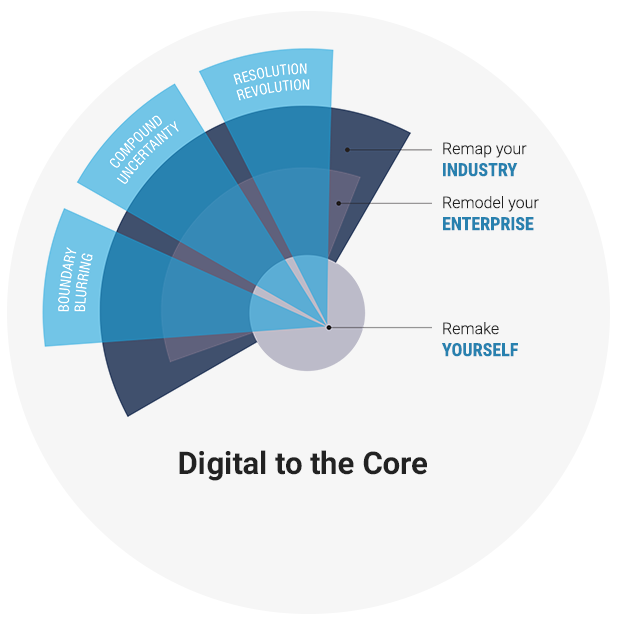 RESOLUTION
REVOLUTION
COMPOUND
UNCERTAINTY
BOUNDARY
BLURRING
Remap your
INDUSTRY
Remodel your
ENTERPRISE
Remake
YOURSELF
Digital to the Core